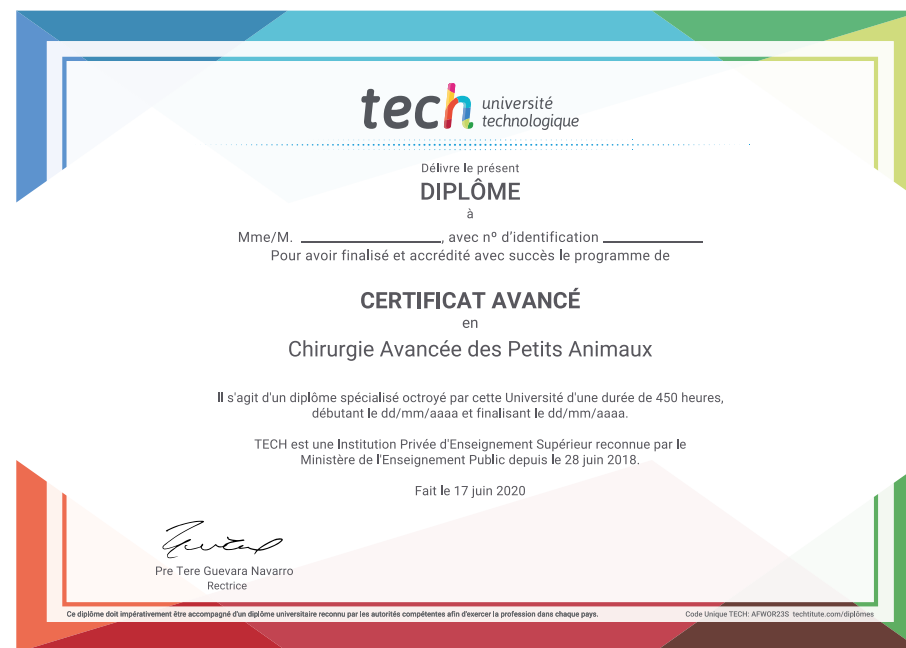 tech université
technologique
Délivre le présent
DIPLÔME
à
Mme/M. ____________________, avec nº d'identification ______________
Pour avoir finalisé et accrédité avec succès le programme de
CERTIFICAT AVANCÉ
en
Chirurgie Avancée des Petits Animaux
Il s'agit d'un diplôme spécialisé octroyé par cette Université d'une durée de 450 heures,
débutant le dd/mm/aaaa et finalisant le dd/mm/aaaa.
TECH est une Institution Privée d'Enseignement Supérieur reconnue par le
Ministère de l'Enseignement Public depuis le 28 juin 2018.
Fait le 17 juin 2020
Pre Tere Guevara Navarro
Rectrice
Ce diplôme doit impérativement être accompagné d'un diplôme universitaire reconnu par les autorités compétentes afin d'exercer la profession dans chaque pays.
Code Unique TECH: AFWOR23S techtitute.com/diplômes